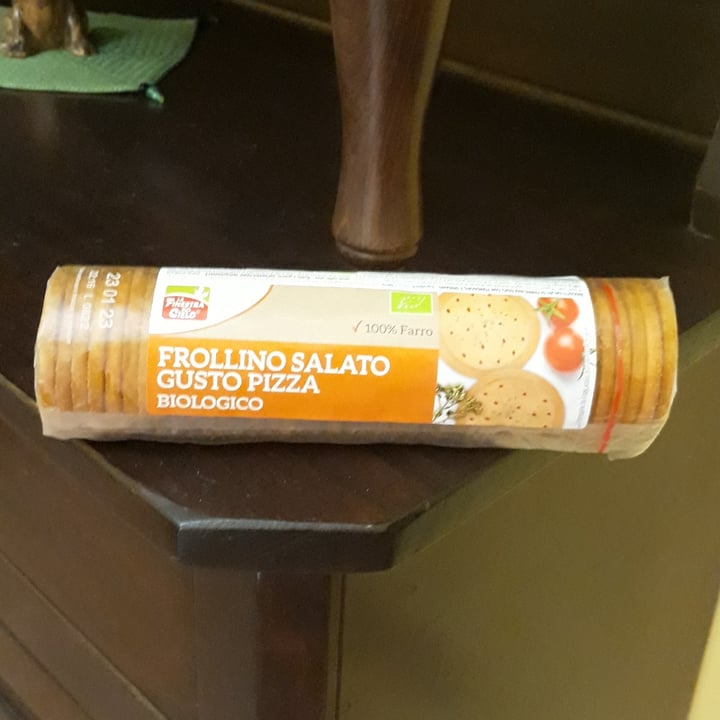 23 01 23
LA
FINESTRA
SUL
CIELO
✓100% Farro
FROLLINO SALATO
GUSTO PIZZA
BIOLOGICO